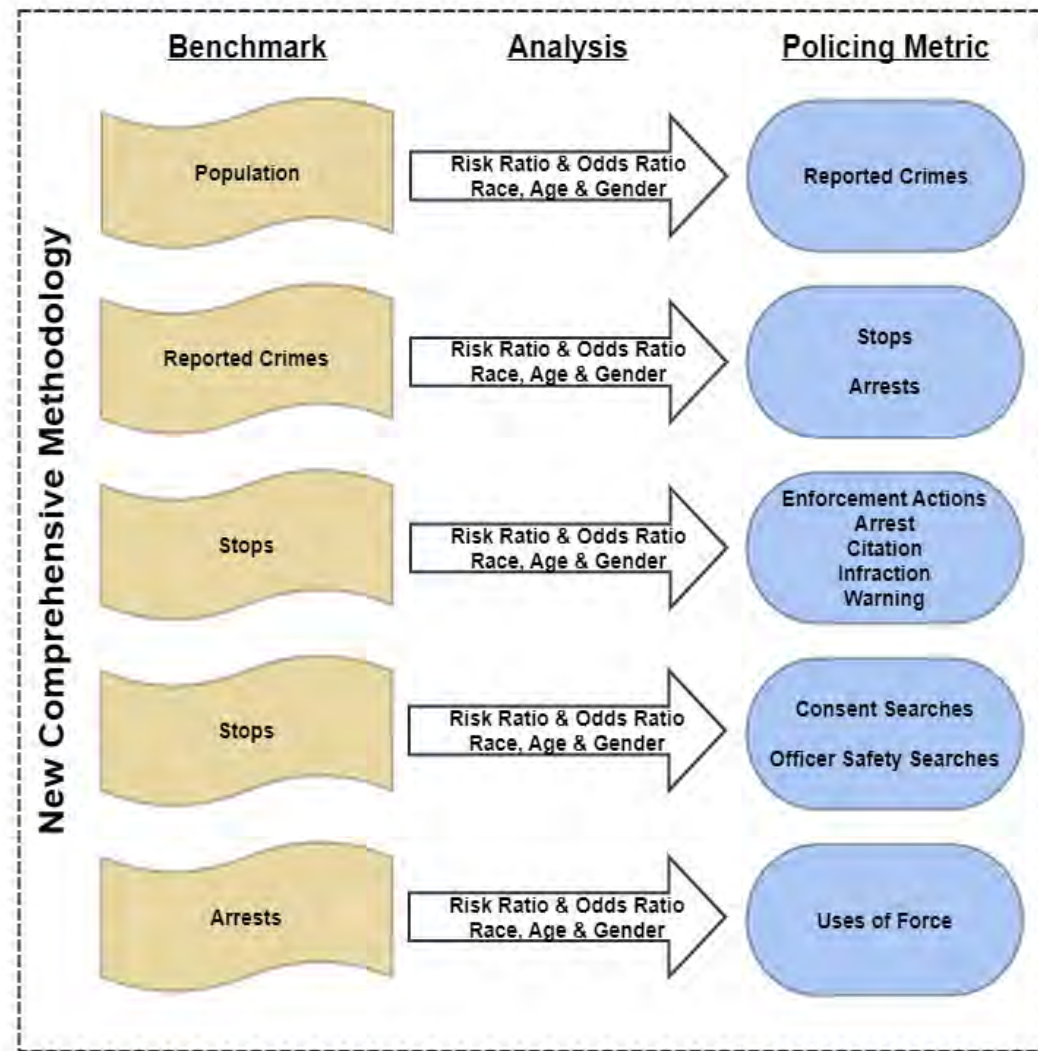 Benchmark
Analysis
Policing Metric
New Comprehensive Methodology
Population
Risk Ratio & Odds Ratio
Race, Age & Gender
Reported Crimes
Reported Crimes
Risk Ratio & Odds Ratio
Race, Age & Gender
Stops
Arrests
Stops
Risk Ratio & Odds Ratio
Race, Age & Gender
Enforcement Actions
Arrest
Citation
Infraction
Warning
Stops
Risk Ratio & Odds Ratio
Race, Age & Gender
Consent Searches
Officer Safety Searches
Arrests
Risk Ratio & Odds Ratio
Race, Age & Gender
Uses of Force